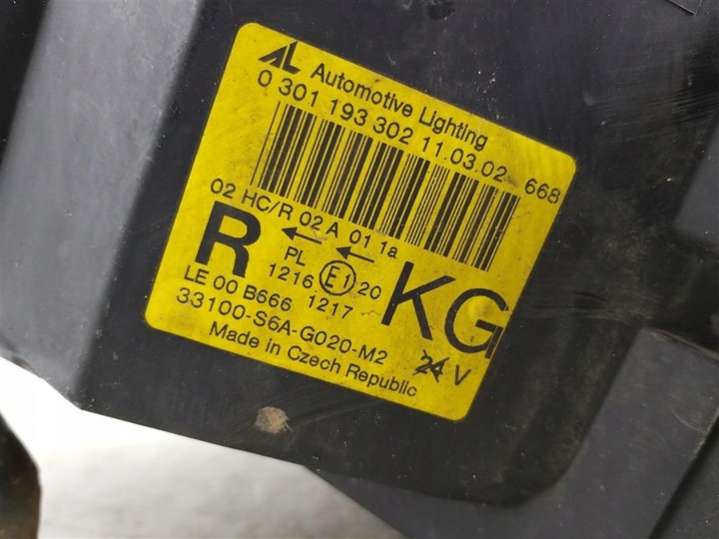 AL Automotive Lighting
0 301 193 302 11.03.02 668
02 HC/R 02 A 01 1a
R ← ← KG
PL
1216 E1 20
LE 00 B666 1217
33100-S6A-G020-M2
24 V
Made in Czech Republic